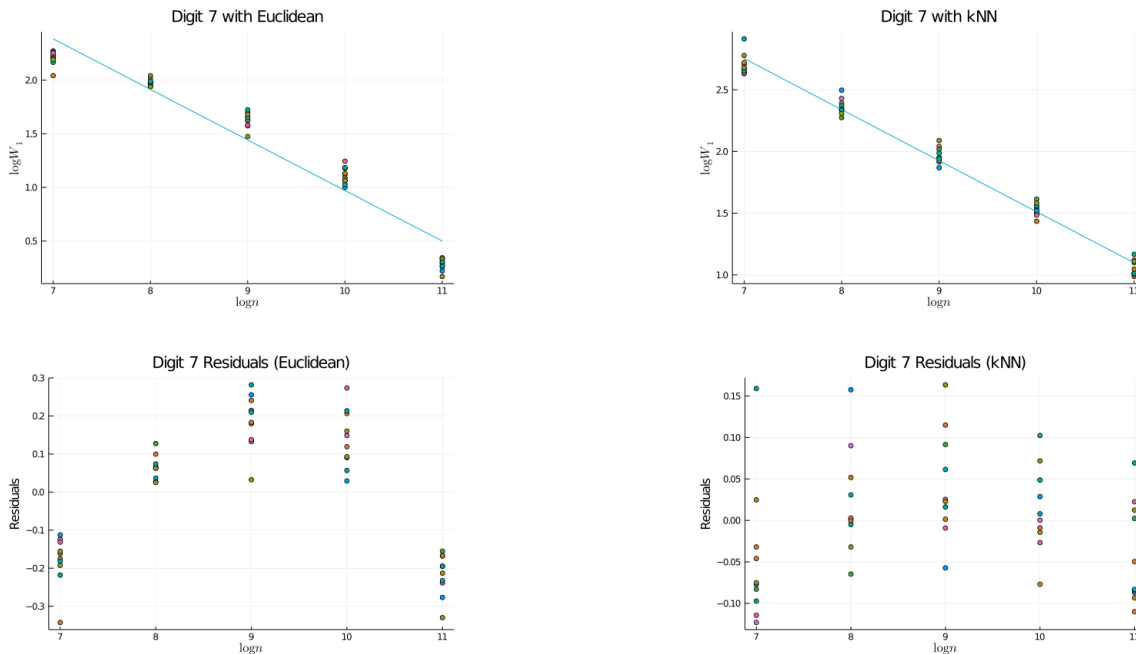 Digit 7 with Euclidean
logW₁
2.0
1.5
1.0
0.5
7 8 9 10 11
logn
Digit 7 with kNN
logW₁
2.5
2.0
1.5
1.0
7 8 9 10 11
logn
Digit 7 Residuals (Euclidean)
Residuals
0.3
0.2
0.1
0.0
−0.1
−0.2
−0.3
7 8 9 10 11
logn
Digit 7 Residuals (kNN)
Residuals
0.15
0.10
0.05
0.00
−0.05
−0.10
7 8 9 10 11
logn